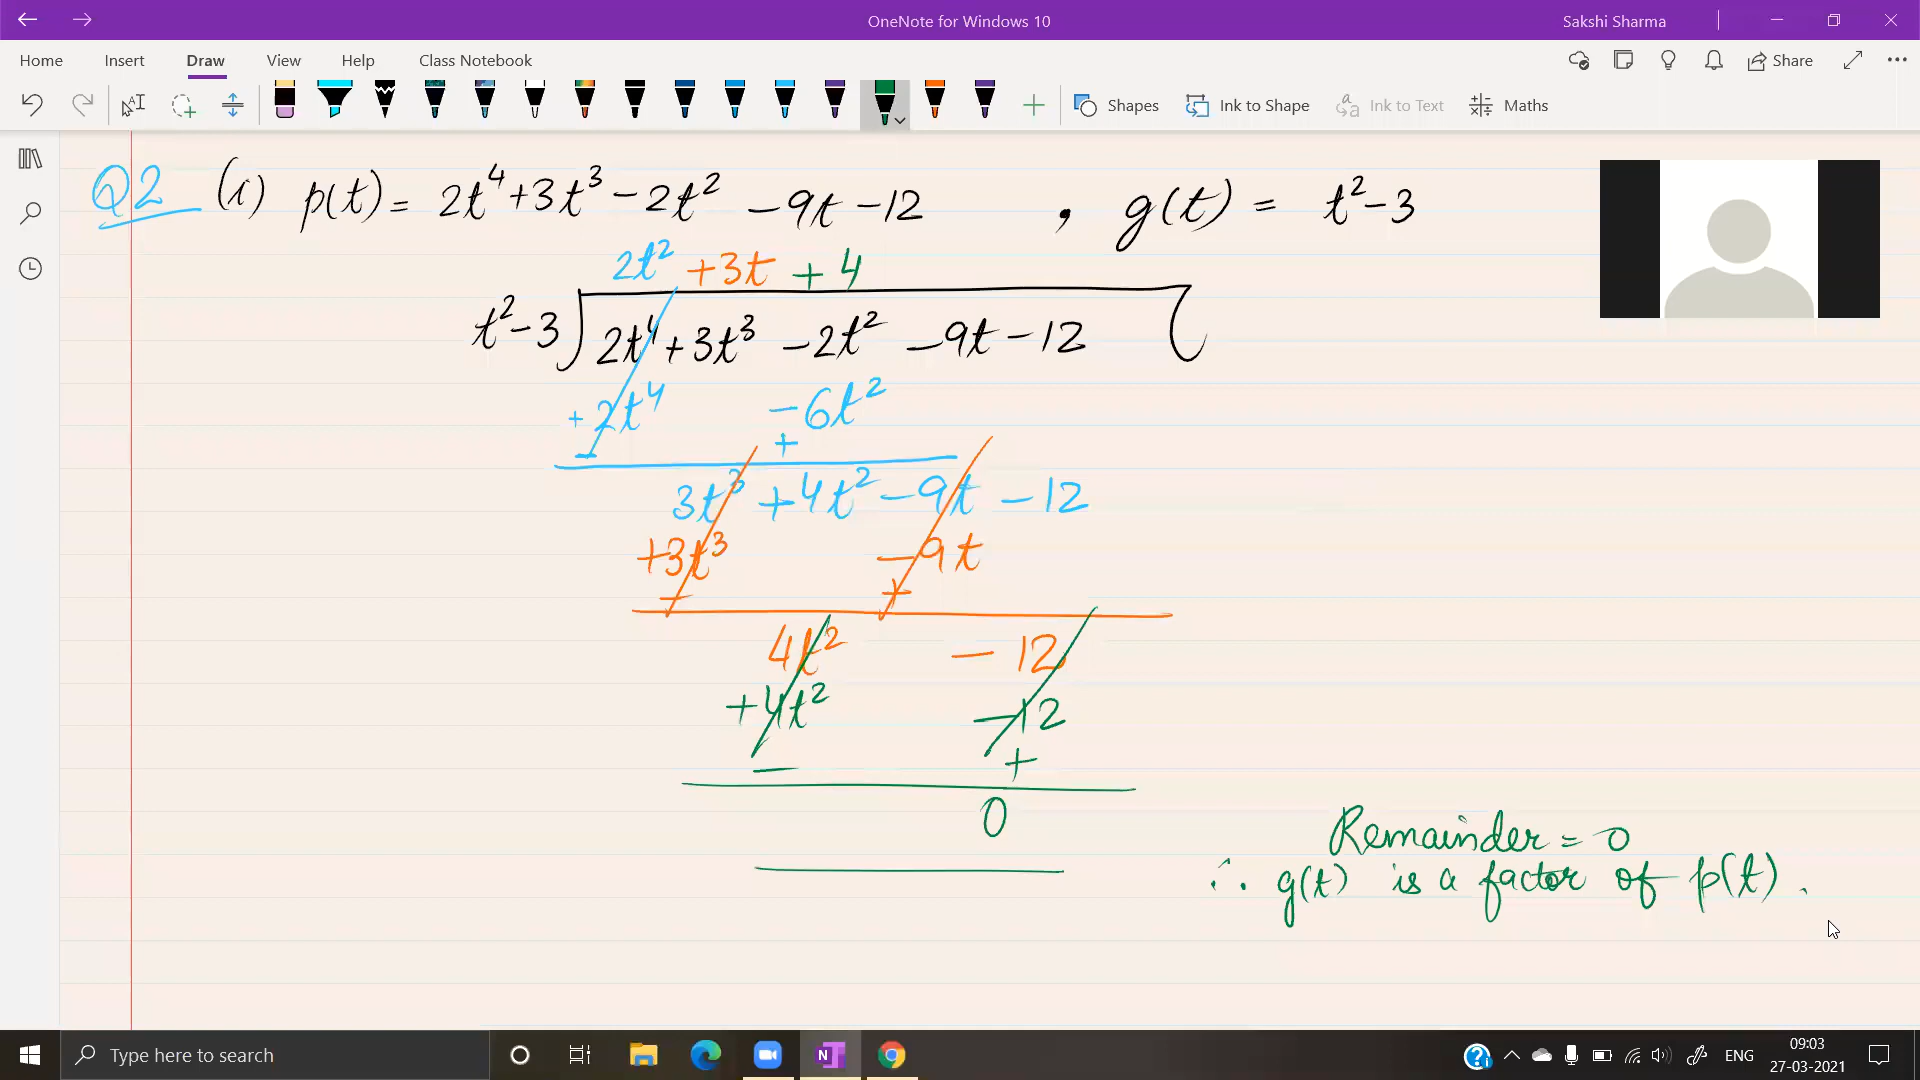 OneNote for Windows 10
Sakshi Sharma
Home Insert Draw View Help Class Notebook
Share
Shapes Ink to Shape Ink to Text Maths
Q2 (i) p(t) = 2t⁴ + 3t³ - 2t² - 9t - 12 , g(t) = t² - 3
2t² + 3t + 4
t² - 3 ) 2t⁴ + 3t³ - 2t² - 9t - 12 (
+ 2t⁴ - 6t²
- +
3t³ + 4t² - 9t - 12
+ 3t³ - 9t
- +
4t² - 12
+ 4t² - 12
- +
0
Remainder = 0
∴ g(t) is a factor of p(t) .
Type here to search
ENG
09:03
27-03-2021